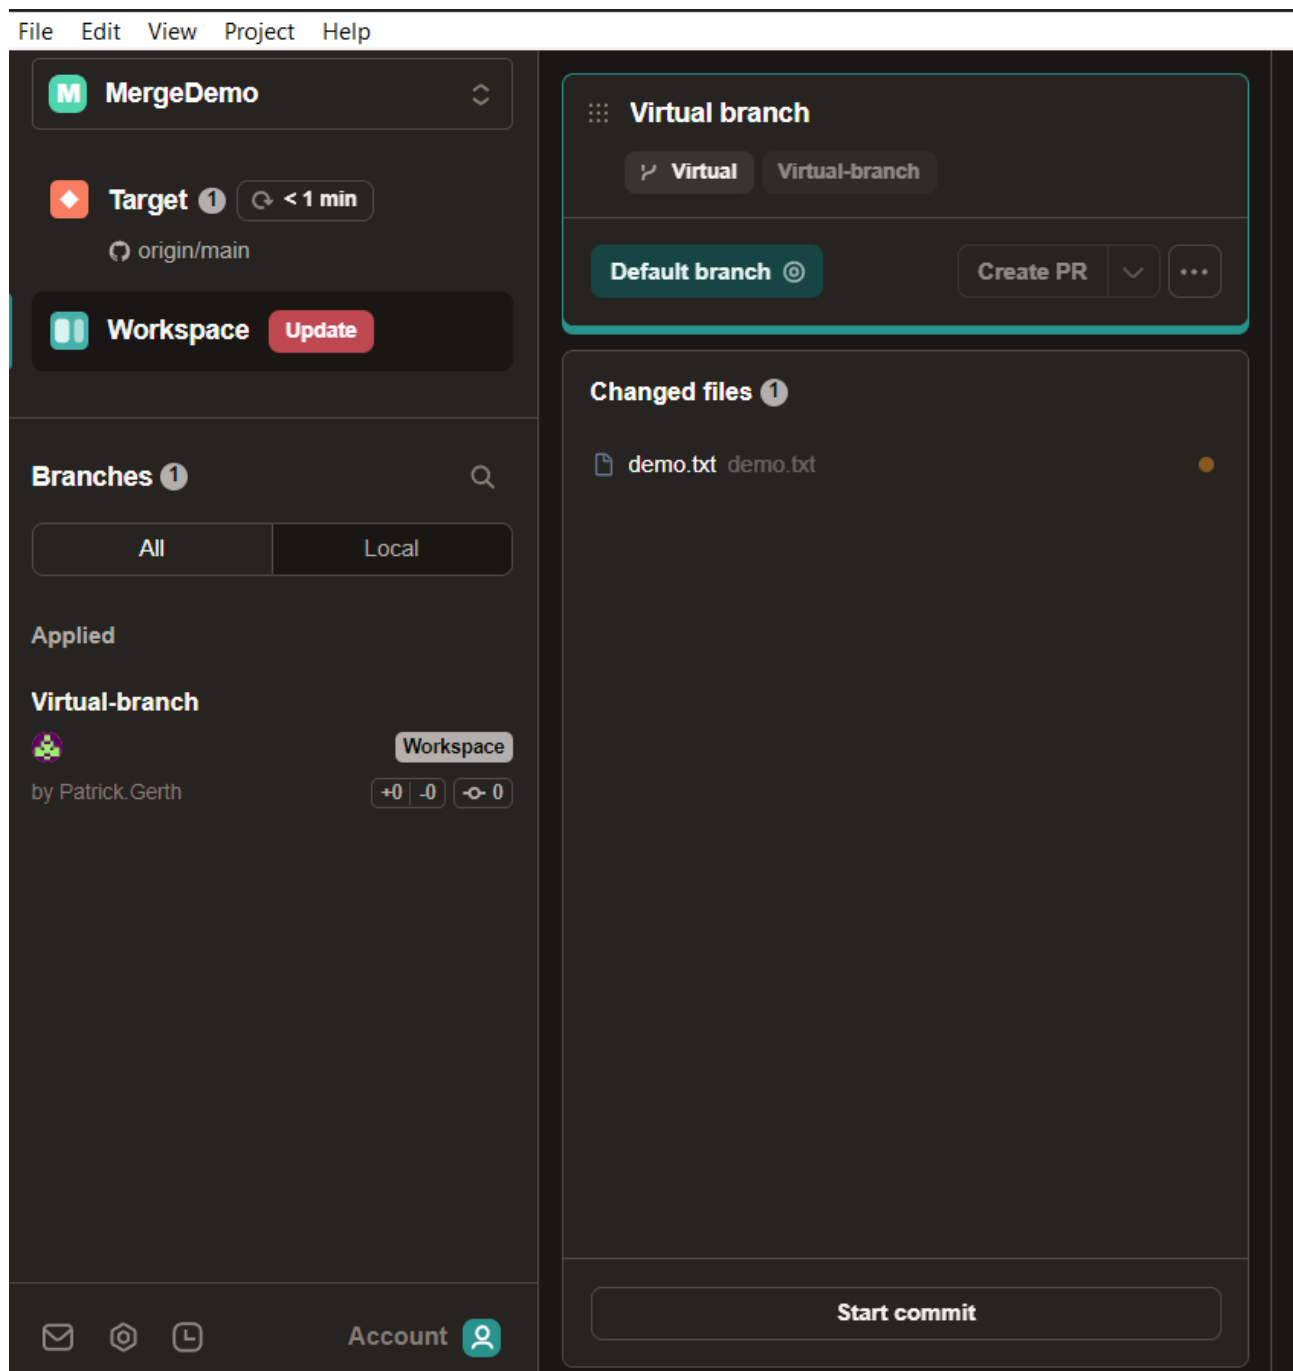 File Edit View Project Help
M MergeDemo
Target 1 < 1 min
origin/main
Workspace Update
Branches 1
All Local
Applied
Virtual-branch
Workspace
by Patrick.Gerth +0 -0 0
Account
Virtual branch
Virtual Virtual-branch
Default branch Create PR ...
Changed files 1
demo.txt demo.txt
Start commit